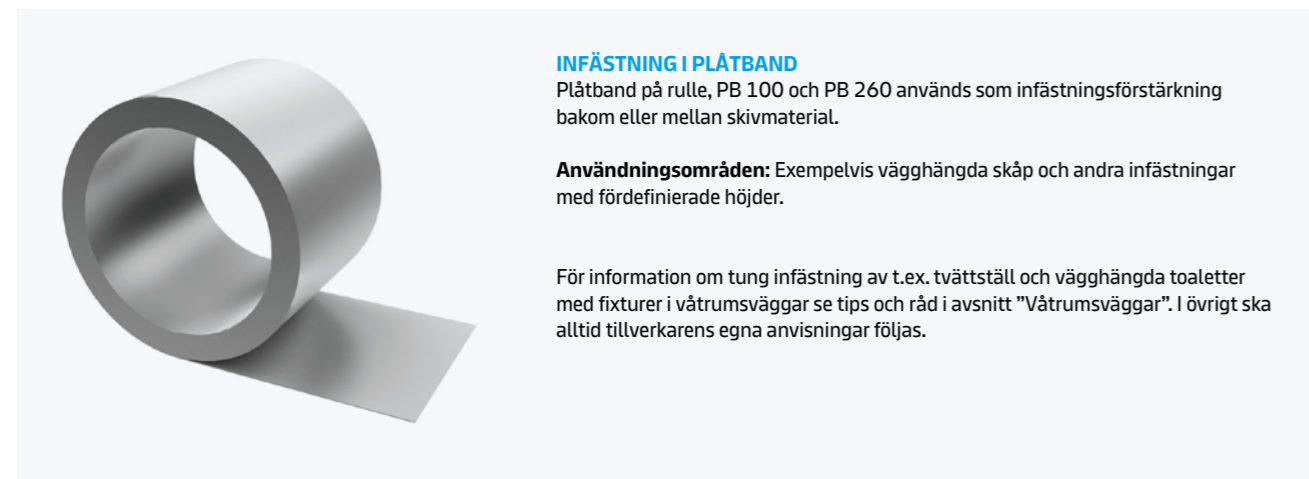 INFÄSTNING I PLÅTBAND
Plåtband på rulle, PB 100 och PB 260 används som infästningsförstärkning
bakom eller mellan skivmaterial.
Användningsområden: Exempelvis vägghängda skåp och andra infästningar
med fördefinierade höjder.
För information om tung infästning av t.ex. tvättställ och vägghängda toaletter
med fixturer i våtrumsväggar se tips och råd i avsnitt ”Våtrumsväggar”. I övrigt ska
alltid tillverkarens egna anvisningar följas.